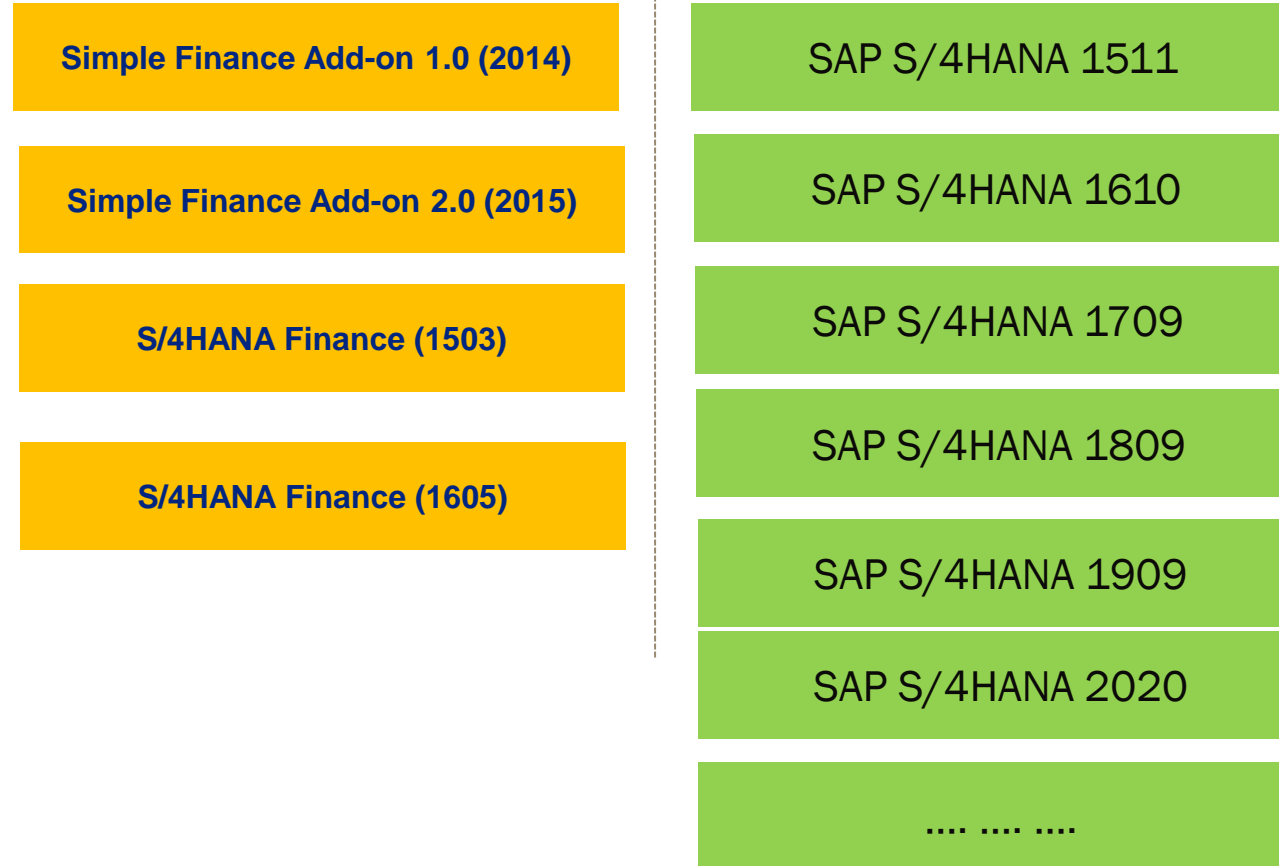 Simple Finance Add-on 1.0 (2014)
Simple Finance Add-on 2.0 (2015)
S/4HANA Finance (1503)
S/4HANA Finance (1605)
SAP S/4HANA 1511
SAP S/4HANA 1610
SAP S/4HANA 1709
SAP S/4HANA 1809
SAP S/4HANA 1909
SAP S/4HANA 2020
.... .... ....